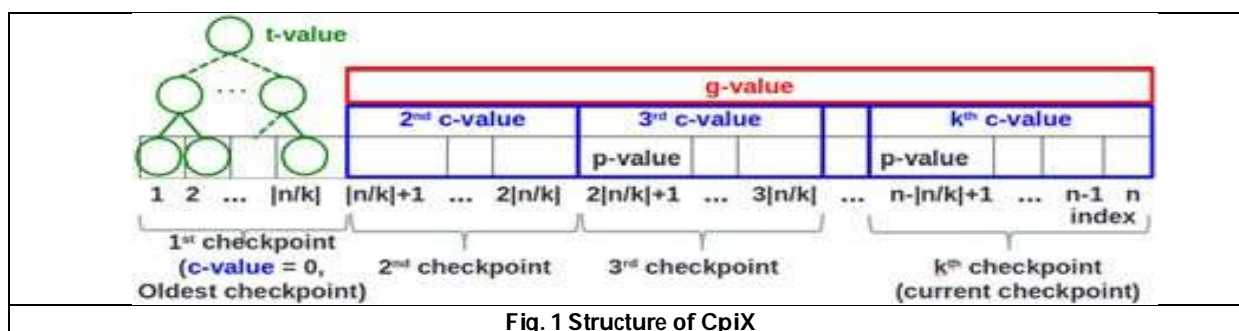 t-value
g-value
2ⁿᵈ c-value 3ʳᵈ c-value kᵗʰ c-value
p-value p-value
1 2 ... |n/k| |n/k|+1 ... 2|n/k| 2|n/k|+1 ... 3|n/k| ... n-|n/k|+1 ... n-1 n
index
1ˢᵗ checkpoint
(c-value = 0,
Oldest checkpoint)
2ⁿᵈ checkpoint
3ʳᵈ checkpoint
kᵗʰ checkpoint
(current checkpoint)
Fig. 1 Structure of CpiX